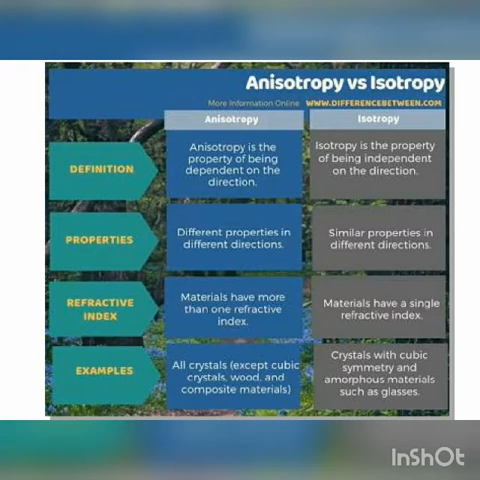 Anisotropy vs Isotropy
More Information Online WWW.DIFFERENCEBETWEEN.COM
Anisotropy
Isotropy
DEFINITION
Anisotropy is the
property of being
dependent on the
direction.
Isotropy is the property
of being independent
on the direction.
PROPERTIES
Different properties in
different directions.
Similar properties in
different directions.
REFRACTIVE
INDEX
Materials have more
than one refractive
index.
Materials have a single
refractive index.
EXAMPLES
All crystals (except cubic
crystals, wood, and
composite materials)
Crystals with cubic
symmetry and
amorphous materials
such as glasses.
InShOt